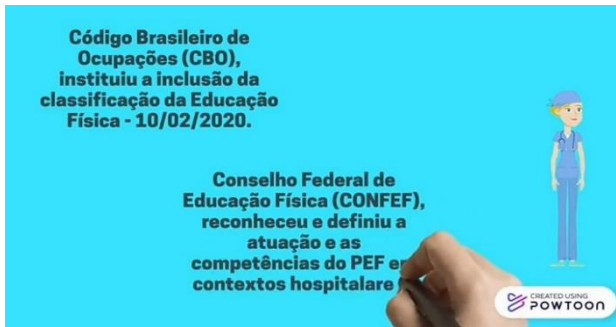 Código Brasileiro de
Ocupações (CBO),
instituiu a inclusão da
classificação da Educação
Física - 10/02/2020.
Conselho Federal de
Educação Física (CONFEF),
reconheceu e definiu a
atuação e as
competências do PEF
contextos hospitalare
CREATED USING
POWTOON